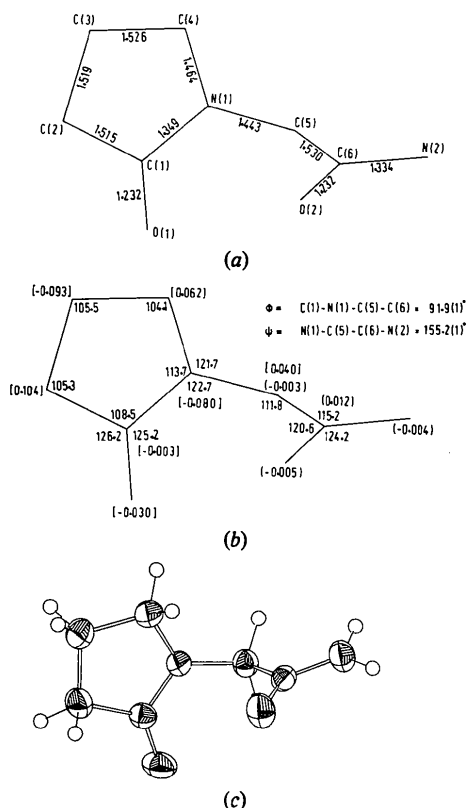 C(3)
C(4)
1.526
1.519
1.464
N(1)
C(2)
1.515
1.349
1.443
C(5)
C(1)
1.530
C(6)
N(2)
1.334
1.232
1.232
O(2)
O(1)
(a)
[-0.093]
[0.062]
105.5
104.1
Φ = C(1)-N(1)-C(5)-C(6) = 91.9(1)°
Ψ = N(1)-C(5)-C(6)-N(2) = 155.2(1)°
113.7
121.7
122.7
[-0.080]
[0.040]
(-0.003)
111.8
[0.104]
105.3
108.5
126.2
125.2
[-0.003]
(0.012)
115.2
120.6
124.2
(-0.004)
(-0.005)
[-0.030]
(b)
(c)